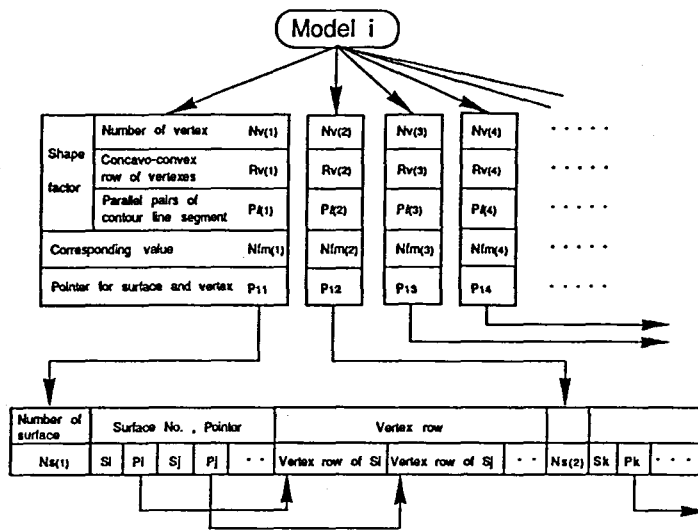 Model i
Number of vertex Nv(1) Nv(2) Nv(3) Nv(4) · · · · ·
Shape factor
Concavo-convex row of vertexes Rv(1) Rv(2) Rv(3) Rv(4) · · · · ·
Parallel pairs of contour line segment Pℓ(1) Pℓ(2) Pℓ(3) Pℓ(4) · · · · ·
Corresponding value Nfm(1) Nfm(2) Nfm(3) Nfm(4) · · · · ·
Pointer for surface and vertex P11 P12 P13 P14 · · · · ·
Number of surface Surface No. , Pointor Vertex row
Ns(1) Si Pi Sj Pj · · Vertex row of Si Vertex row of Sj · · Ns(2) Sk Pk · · ·